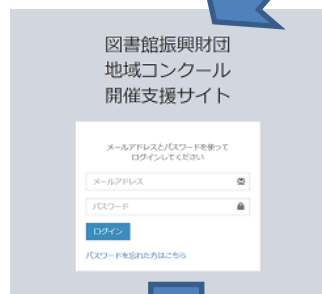 図書館振興財団
地域コンクール
開催支援サイト
メールアドレスとパスワードを使って
ログインしてください
メールアドレス
パスワード
ログイン
パスワードを忘れた方はこちら